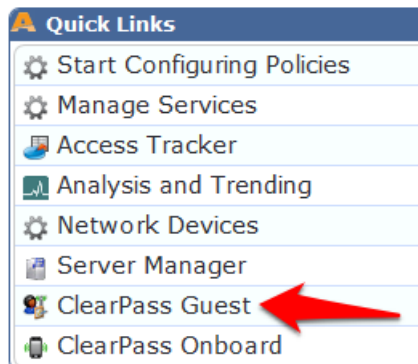 Quick Links
Start Configuring Policies
Manage Services
Access Tracker
Analysis and Trending
Network Devices
Server Manager
ClearPass Guest
ClearPass Onboard